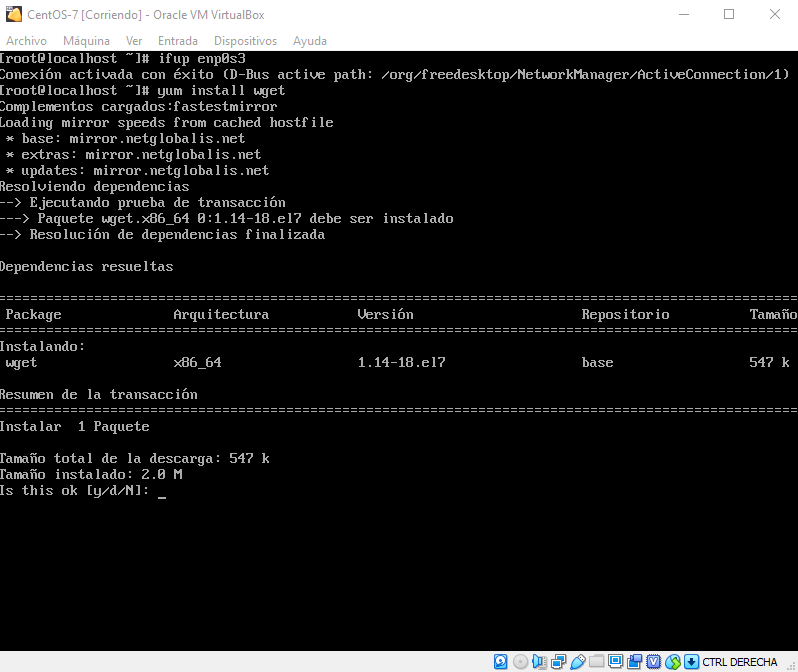 CentOS-7 [Corriendo] - Oracle VM VirtualBox
Archivo Máquina Ver Entrada Dispositivos Ayuda
[root@localhost ~]# ifup enp0s3
Conexión activada con éxito (D-Bus active path: /org/freedesktop/NetworkManager/ActiveConnection/1)
[root@localhost ~]# yum install wget
Complementos cargados:fastestmirror
Loading mirror speeds from cached hostfile
 * base: mirror.netglobalis.net
 * extras: mirror.netglobalis.net
 * updates: mirror.netglobalis.net
Resolviendo dependencias
--> Ejecutando prueba de transacción
---> Paquete wget.x86_64 0:1.14-18.el7 debe ser instalado
--> Resolución de dependencias finalizada
Dependencias resueltas
====================================================================================================
 Package Arquitectura Versión Repositorio Tamaño
====================================================================================================
Instalando:
 wget x86_64 1.14-18.el7 base 547 k
Resumen de la transacción
====================================================================================================
Instalar  1 Paquete
Tamaño total de la descarga: 547 k
Tamaño instalado: 2.0 M
Is this ok [y/d/N]: _
CTRL DERECHA